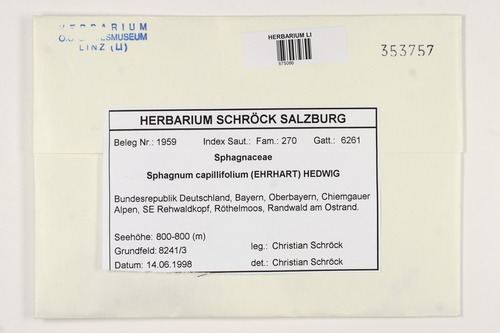 HERBARIUM
O.Ö. LANDESMUSEUM
LINZ (LI)
HERBARIUM LI
675080
353757
HERBARIUM SCHRÖCK SALZBURG
Beleg Nr.: 1959 Index Saut.: Fam.: 270 Gatt.: 6261
Sphagnaceae
Sphagnum capillifolium (EHRHART) HEDWIG
Bundesrepublik Deutschland, Bayern, Oberbayern, Chiemgauer
Alpen, SE Rehwaldkopf, Röthelmoos, Randwald am Ostrand.
Seehöhe: 800-800 (m)
Grundfeld: 8241/3 leg.: Christian Schröck
Datum: 14.06.1998 det.: Christian Schröck